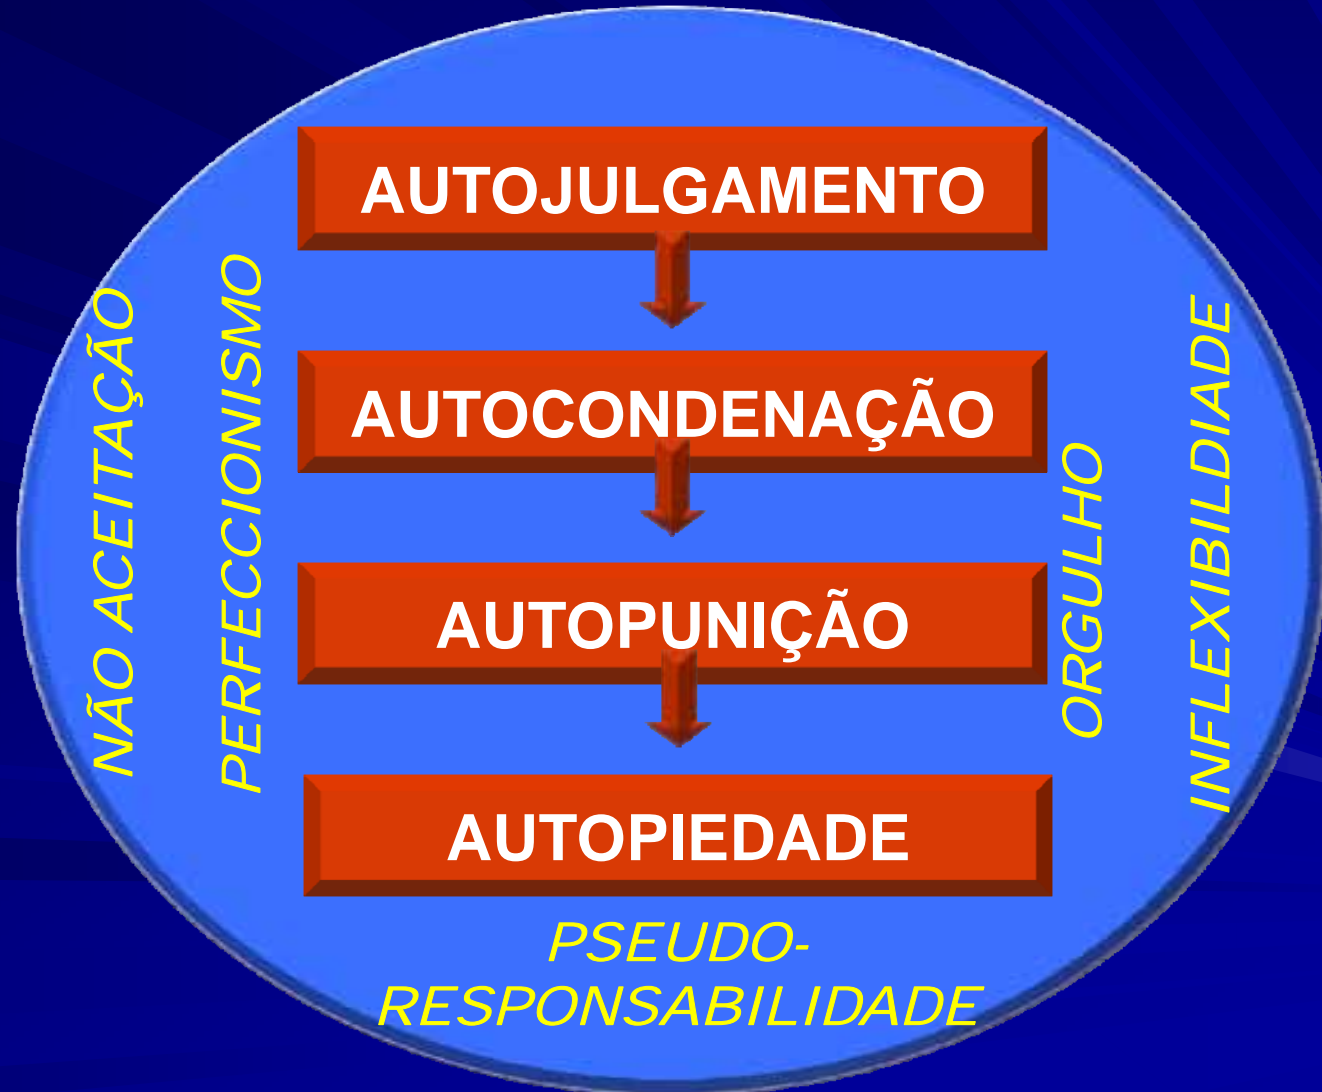 AUTOJULGAMENTO
AUTOCONDENAÇÃO
AUTOPUNIÇÃO
AUTOPIEDADE
NÃO ACEITAÇÃO
PERFECCIONISMO
ORGULHO
INFLEXIBILDIADE
PSEUDO-
RESPONSABILIDADE